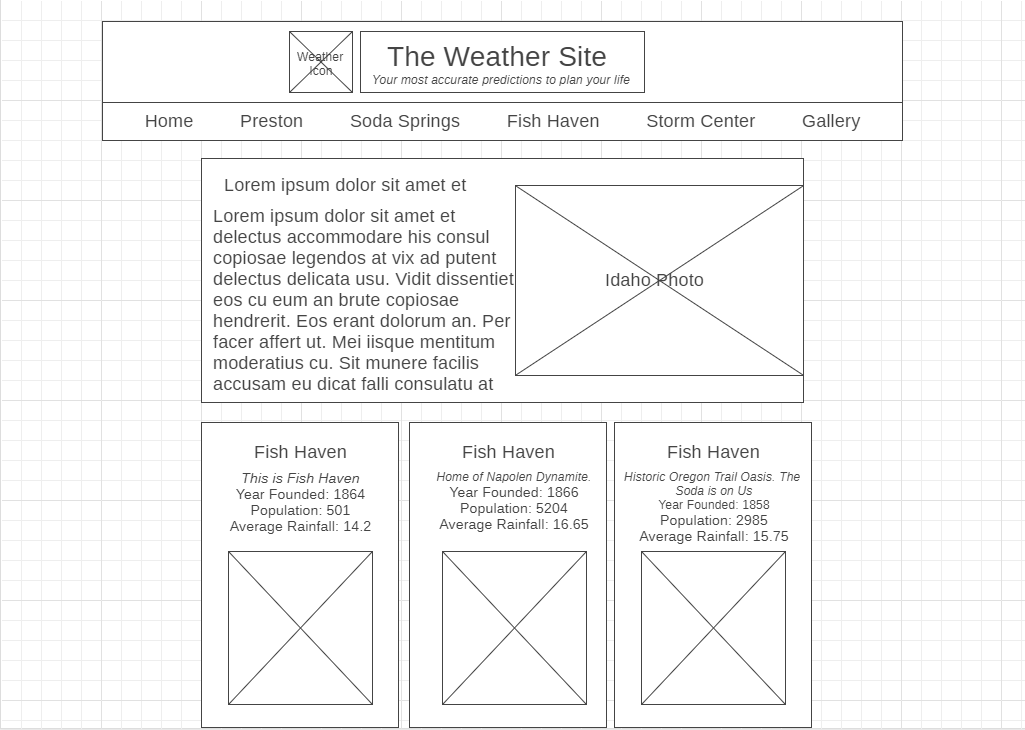 Weather
Icon
The Weather Site
Your most accurate predictions to plan your life
Home Preston Soda Springs Fish Haven Storm Center Gallery
Lorem ipsum dolor sit amet et
Lorem ipsum dolor sit amet et
delectus accommodare his consul
copiosae legendos at vix ad putent
delectus delicata usu. Vidit dissentiet
eos cu eum an brute copiosae
hendrerit. Eos erant dolorum an. Per
facer affert ut. Mei iisque mentitum
moderatius cu. Sit munere facilis
accusam eu dicat falli consulatu at
Idaho Photo
Fish Haven
This is Fish Haven
Year Founded: 1864
Population: 501
Average Rainfall: 14.2
Fish Haven
Home of Napolen Dynamite.
Year Founded: 1866
Population: 5204
Average Rainfall: 16.65
Fish Haven
Historic Oregon Trail Oasis. The
Soda is on Us
Year Founded: 1858
Population: 2985
Average Rainfall: 15.75